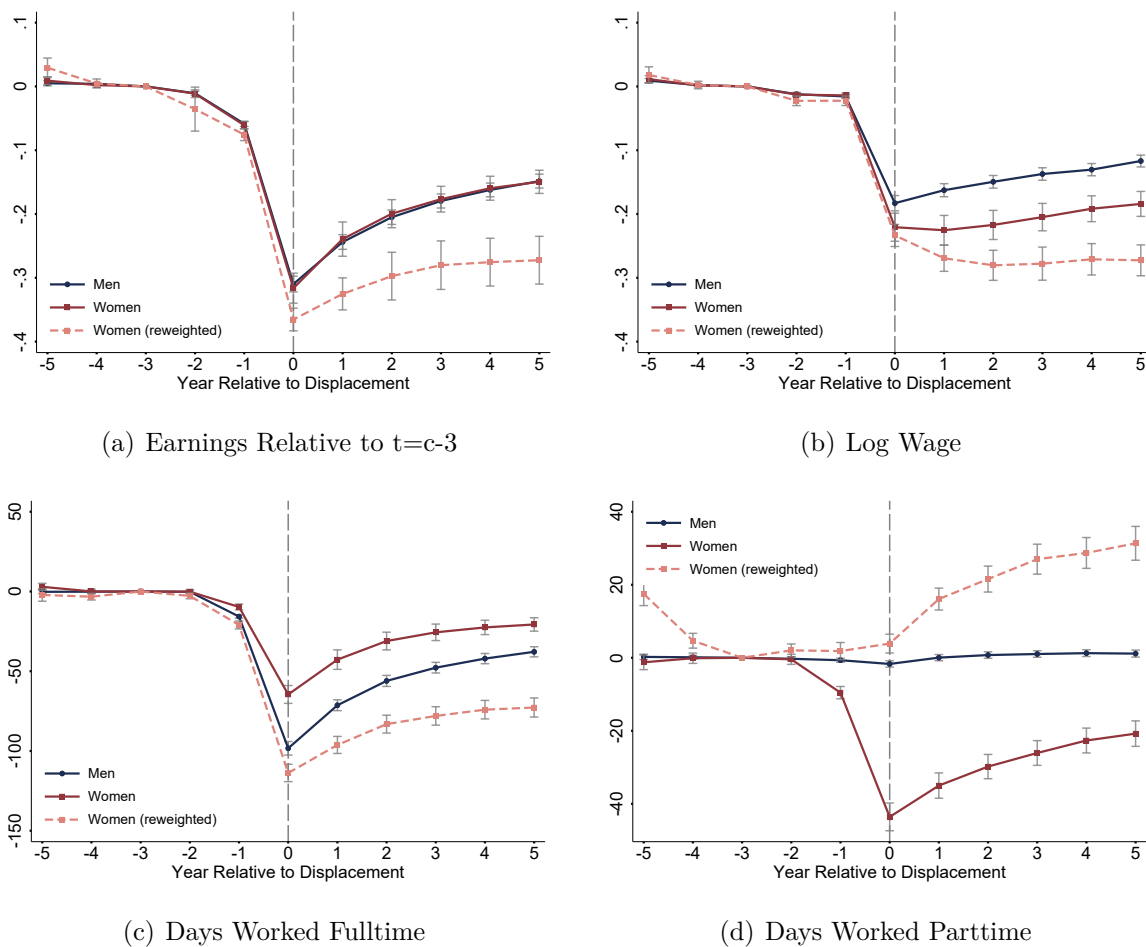 .1
0
-.1
-.2
-.3
-.4
Men
Women
Women (reweighted)
-5 -4 -3 -2 -1 0 1 2 3 4 5
Year Relative to Displacement
(a) Earnings Relative to t=c-3
.1
0
-.1
-.2
-.3
-.4
Men
Women
Women (reweighted)
-5 -4 -3 -2 -1 0 1 2 3 4 5
Year Relative to Displacement
(b) Log Wage
50
0
-50
-100
-150
Men
Women
Women (reweighted)
-5 -4 -3 -2 -1 0 1 2 3 4 5
Year Relative to Displacement
(c) Days Worked Fulltime
40
20
0
-20
-40
Men
Women
Women (reweighted)
-5 -4 -3 -2 -1 0 1 2 3 4 5
Year Relative to Displacement
(d) Days Worked Parttime